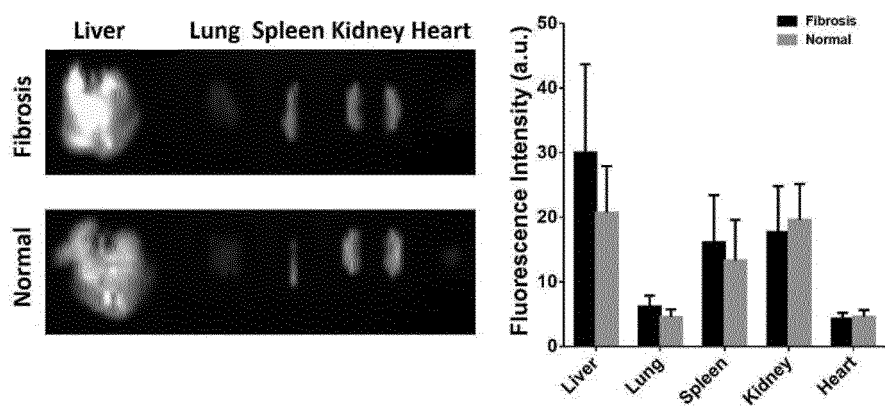 Liver Lung Spleen Kidney Heart
Fibrosis
Normal
Fluorescence Intensity (a.u.)
50
40
30
20
10
0
Fibrosis
Normal
Liver
Lung
Spleen
Kidney
Heart